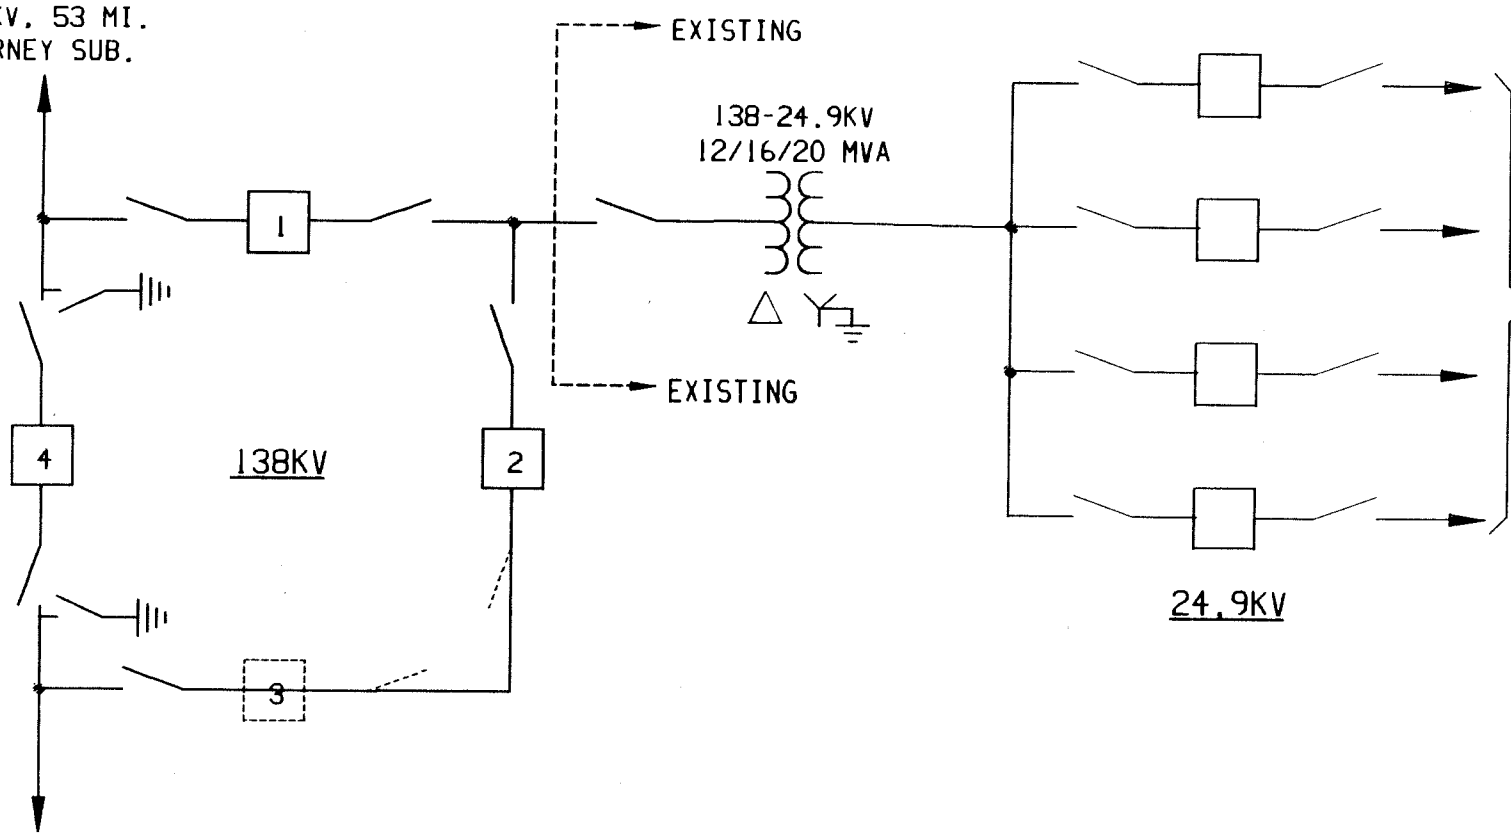 53 MI.
SUB.
EXISTING
138-24.9KV
12/16/20 MVA
1
EXISTING
4
138KV
2
3
24.9KV